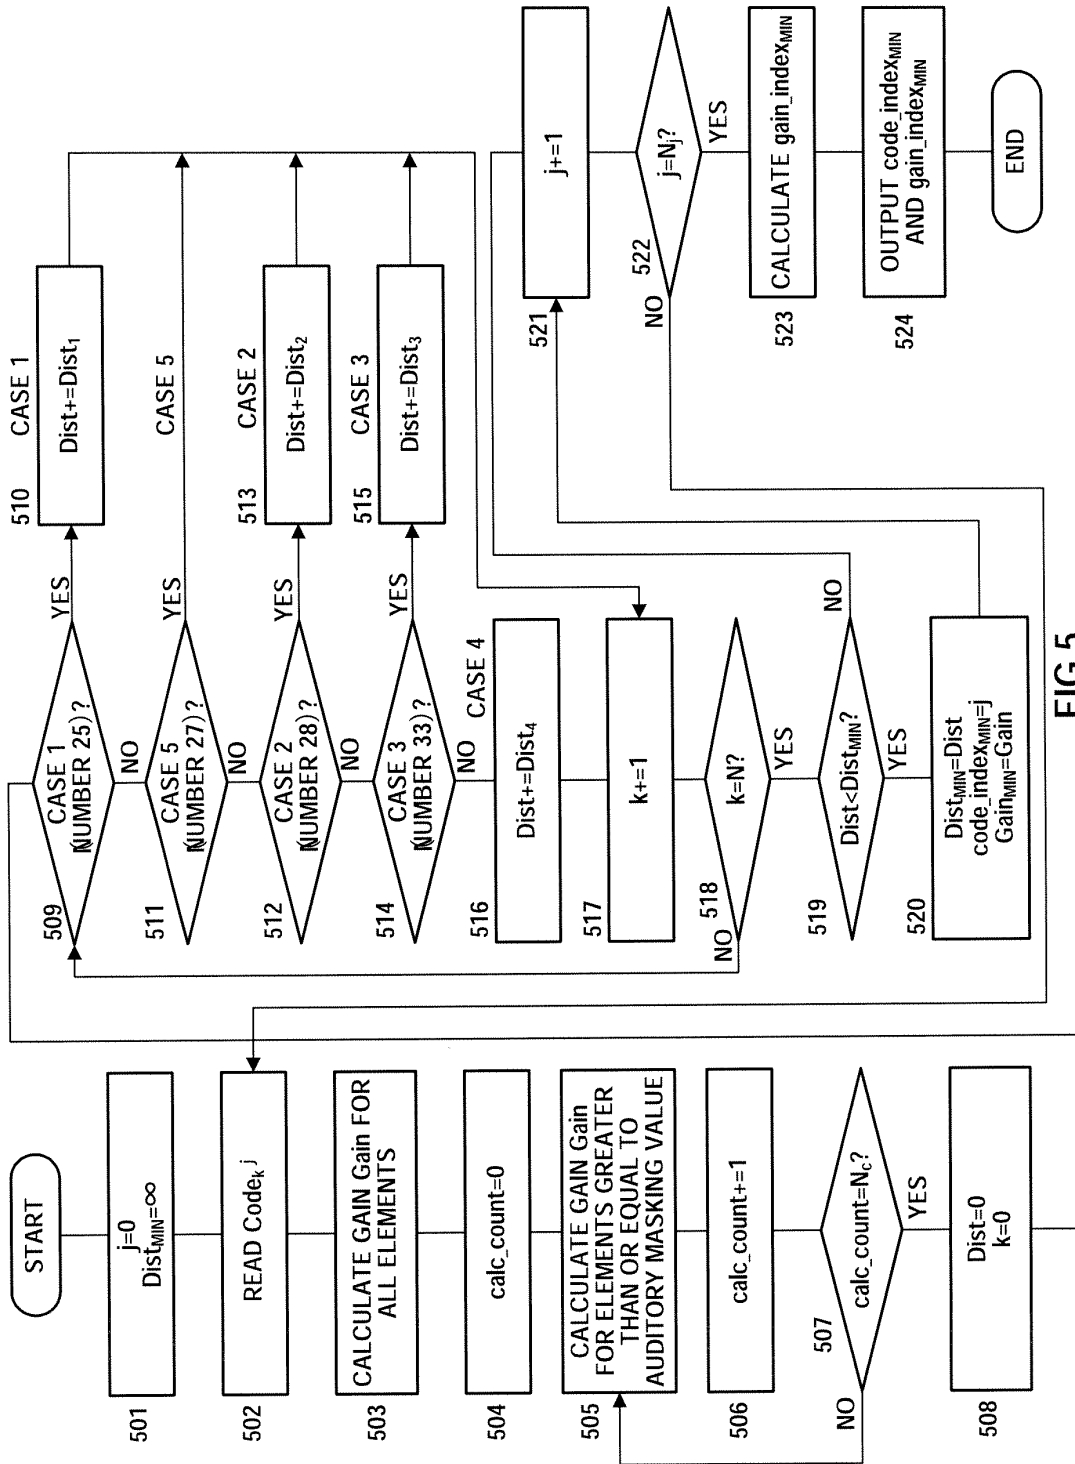 START
501
j=0
Dist_MIN=∞
502
READ Code_k^j
503
CALCULATE GAIN Gain FOR
ALL ELEMENTS
504
calc_count=0
505
CALCULATE GAIN Gain
FOR ELEMENTS GREATER
THAN OR EQUAL TO
AUDITORY MASKING VALUE
506
calc_count+=1
507
calc_count=N_C?
NO
YES
508
Dist=0
k=0
509
CASE 1
(NUMBER 25)?
YES
NO
510
CASE 1
Dist+=Dist_1
511
CASE 5
(NUMBER 27)?
YES
NO
CASE 5
512
CASE 2
(NUMBER 28)?
YES
NO
513
CASE 2
Dist+=Dist_2
514
CASE 3
(NUMBER 33)?
YES
NO
515
CASE 3
Dist+=Dist_3
516
CASE 4
Dist+=Dist_4
517
k+=1
518
k=N?
NO
YES
519
Dist<Dist_MIN?
NO
YES
520
Dist_MIN=Dist
code_index_MIN=j
Gain_MIN=Gain
521
j+=1
522
j=N_j?
NO
YES
523
CALCULATE gain_index_MIN
524
OUTPUT code_index_MIN
AND gain_index_MIN
END
FIG.5